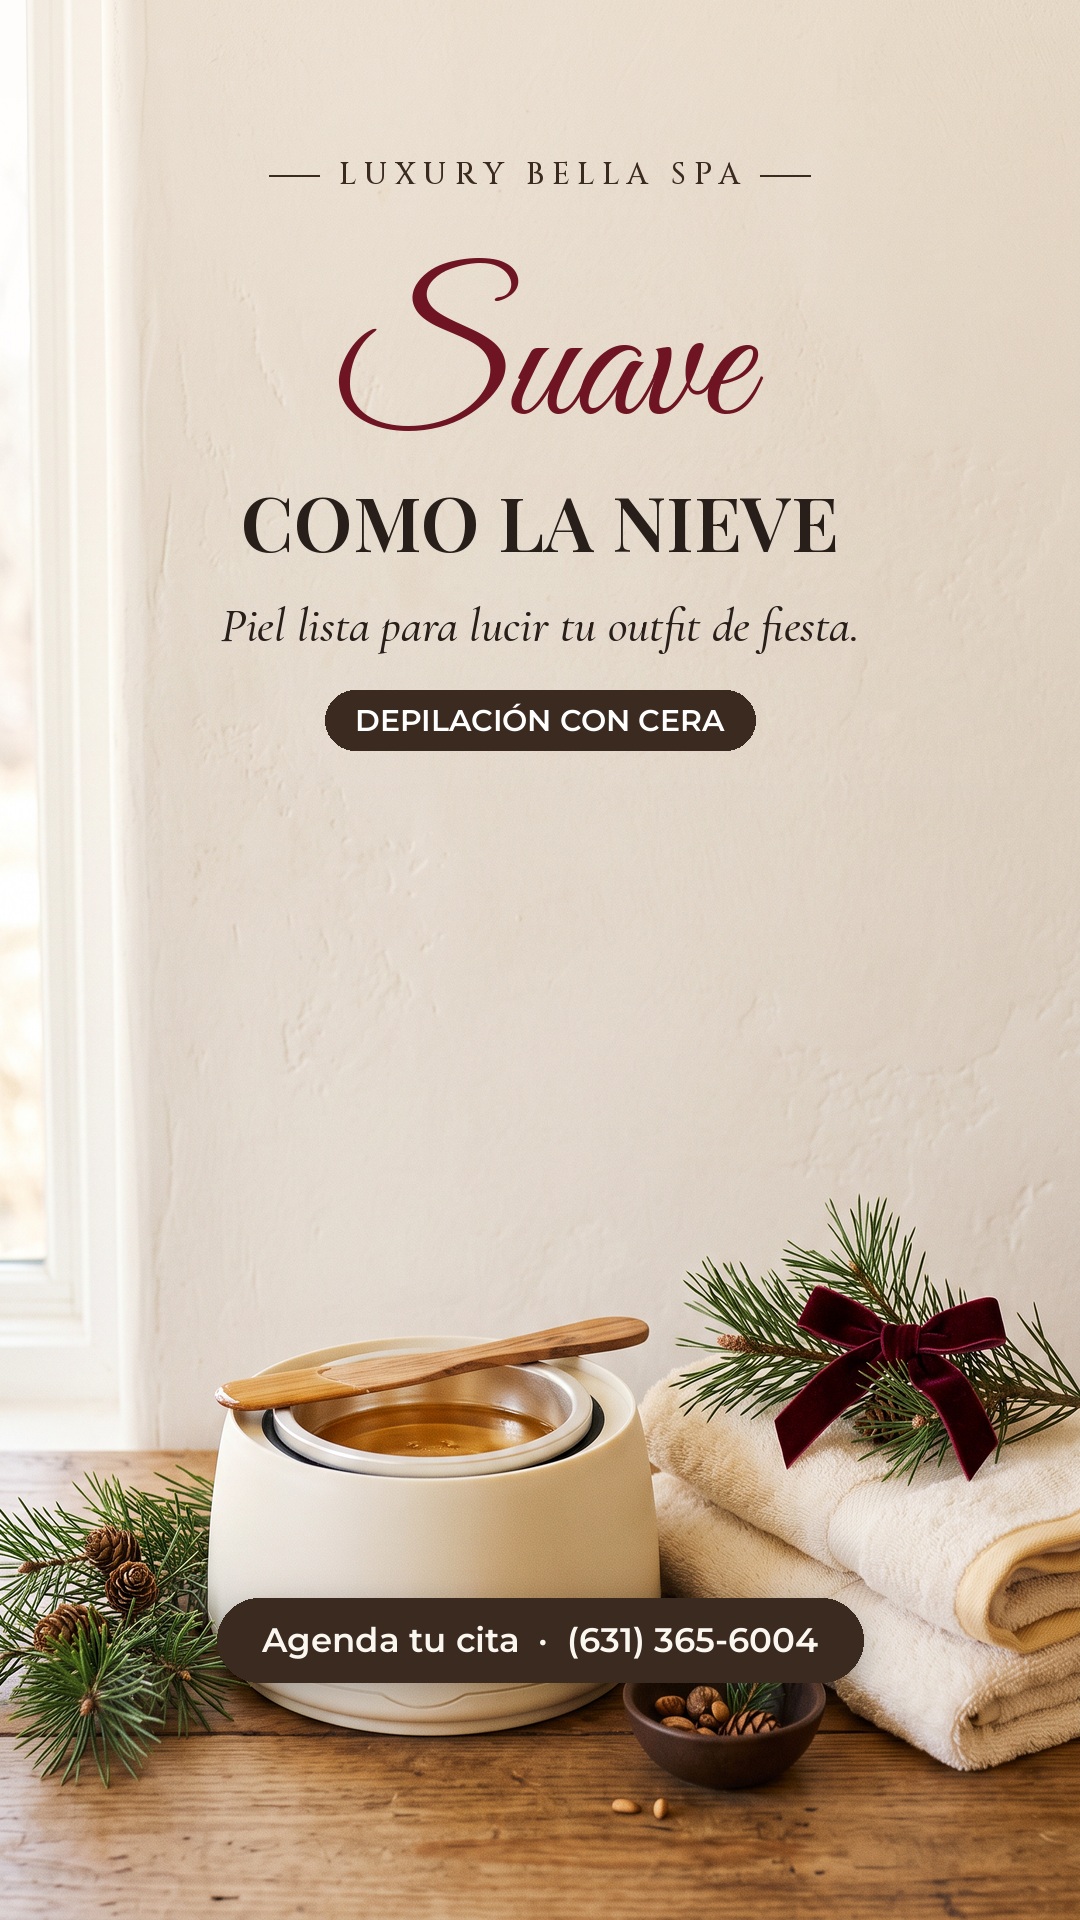 LUXURY BELLA SPA
Suave
COMO LA NIEVE
Piel lista para lucir tu outfit de fiesta.
DEPILACIÓN CON CERA
Agenda tu cita · (631) 365-6004